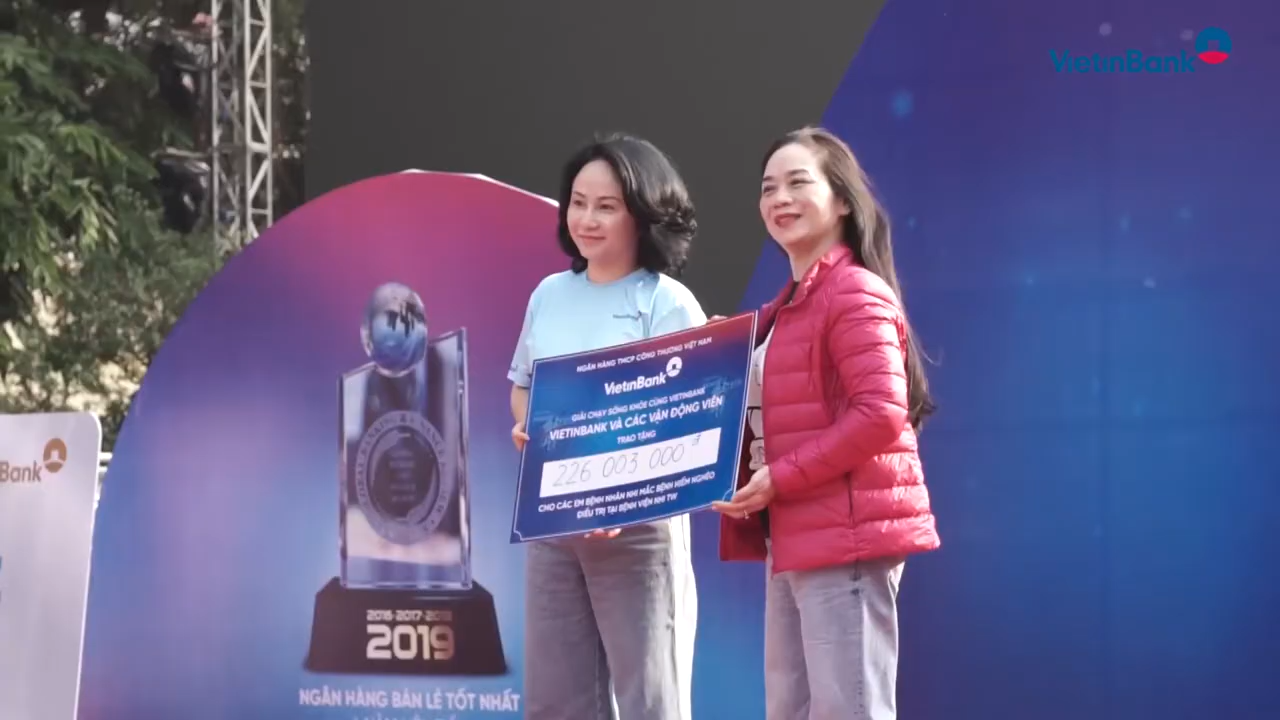 VietinBank
NGÂN HÀNG TMCP CÔNG THƯƠNG VIỆT NAM
VietinBank
GIẢI CHẠY SỐNG KHỎE CÙNG VIETINBANK
VIETINBANK VÀ CÁC VẬN ĐỘNG VIÊN
TRAO TẶNG
226 003 000 đ
CHO CÁC EM BỆNH NHÂN NHI MẮC BỆNH HIỂM NGHÈO
ĐIỀU TRỊ TẠI BỆNH VIỆN NHI TW
Bank
2016-2017-2018
2019
NGÂN HÀNG BÁN LẺ TỐT NHẤT